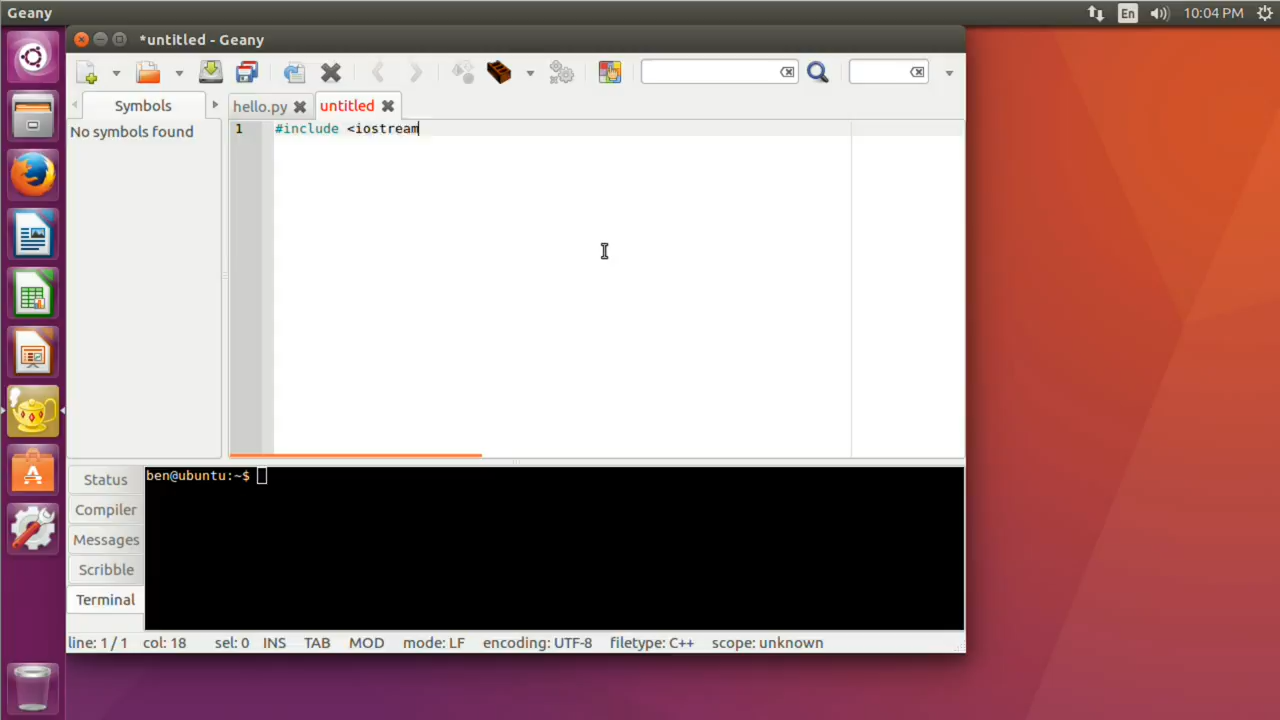 Geany
En
10:04 PM
*untitled - Geany
Symbols
hello.py
untitled
No symbols found
1 #include <iostream
Status
Compiler
Messages
Scribble
Terminal
ben@ubuntu:~$
line: 1 / 1 col: 18 sel: 0 INS TAB MOD mode: LF encoding: UTF-8 filetype: C++ scope: unknown